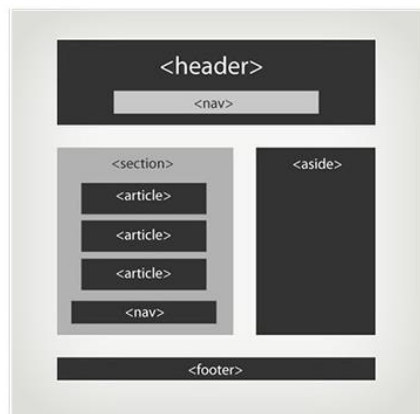 <header>
<nav>
<section>
<article>
<article>
<article>
<nav>
<aside>
<footer>